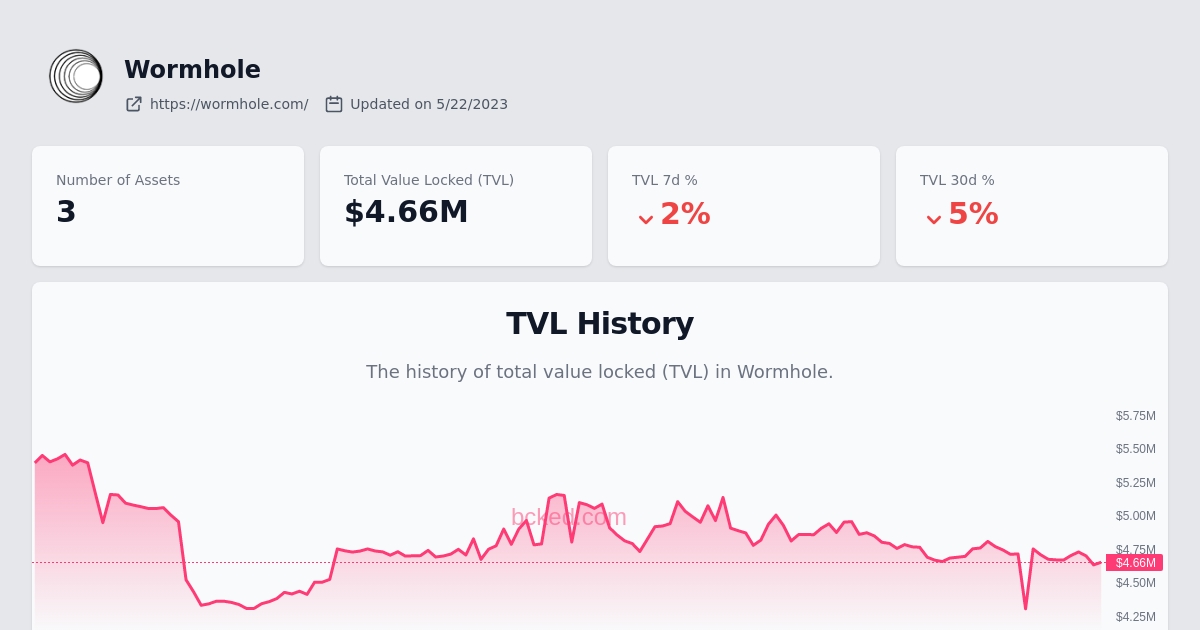 Wormhole
https://wormhole.com/ Updated on 5/22/2023
Number of Assets
3
Total Value Locked (TVL)
$4.66M
TVL 7d %
2%
TVL 30d %
5%
TVL History
The history of total value locked (TVL) in Wormhole.
$5.75M
$5.50M
$5.25M
bcked.com
$5.00M
$4.75M
$4.66M
$4.50M
$4.25M